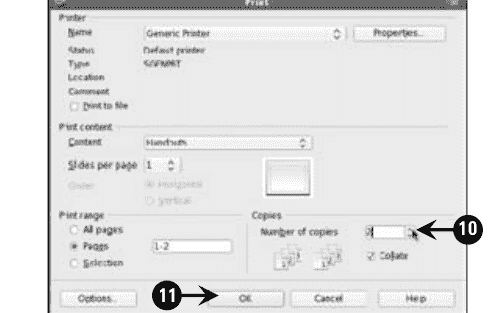 Print
Printer
Name Generic Printer Properties...
Status Default printer
Type SGENPRT
Location
Comment
Print to file
Print content
Content Handouts
Slides per page 1
Order Horizontal
Vertical
Print range Copies
All pages Number of copies 2 10
Pages 1-2
Selection Collate
11
Options... OK Cancel Help